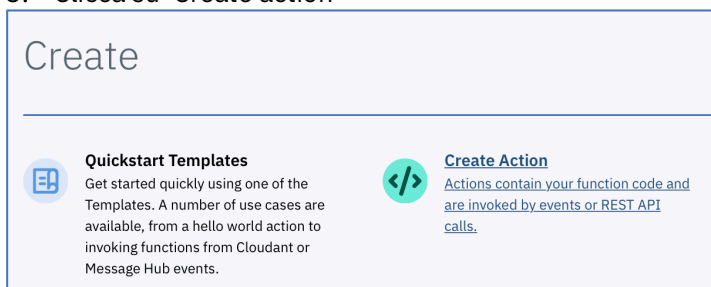 Create
Quickstart Templates
Get started quickly using one of the
Templates. A number of use cases are
available, from a hello world action to
invoking functions from Cloudant or
Message Hub events.
Create Action
Actions contain your function code and
are invoked by events or REST API
calls.